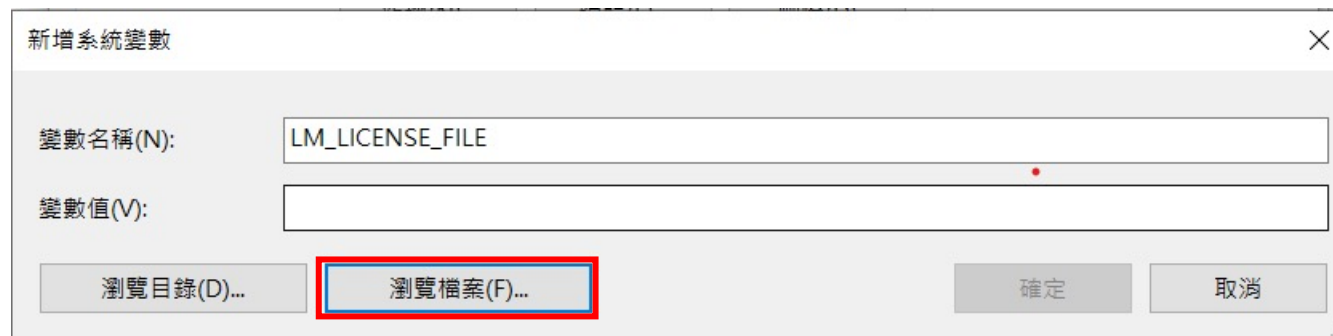 新增系統變數
變數名稱(N):
LM_LICENSE_FILE
變數值(V):
瀏覽目錄(D)...
瀏覽檔案(F)...
確定
取消